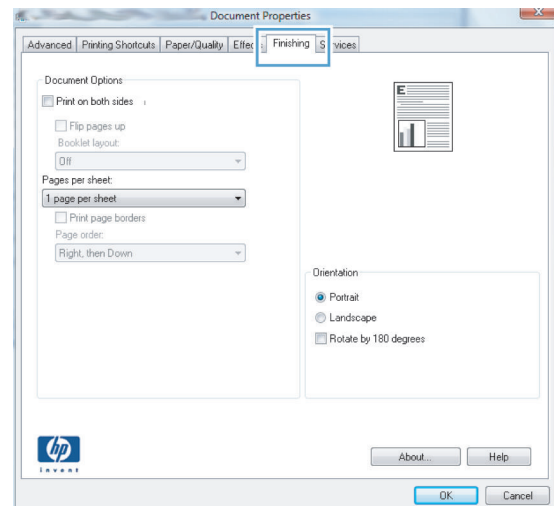 Document Properties
Advanced Printing Shortcuts Paper/Quality Finishing
Document Options
Print on both sides
Flip pages up
Booklet layout:
Off
Pages per sheet:
1 page per sheet
Print page borders
Page order:
Right, then Down
E
Orientation
Portrait
Landscape
Rotate by 180 degrees
hp
invent
About... Help
OK Cancel